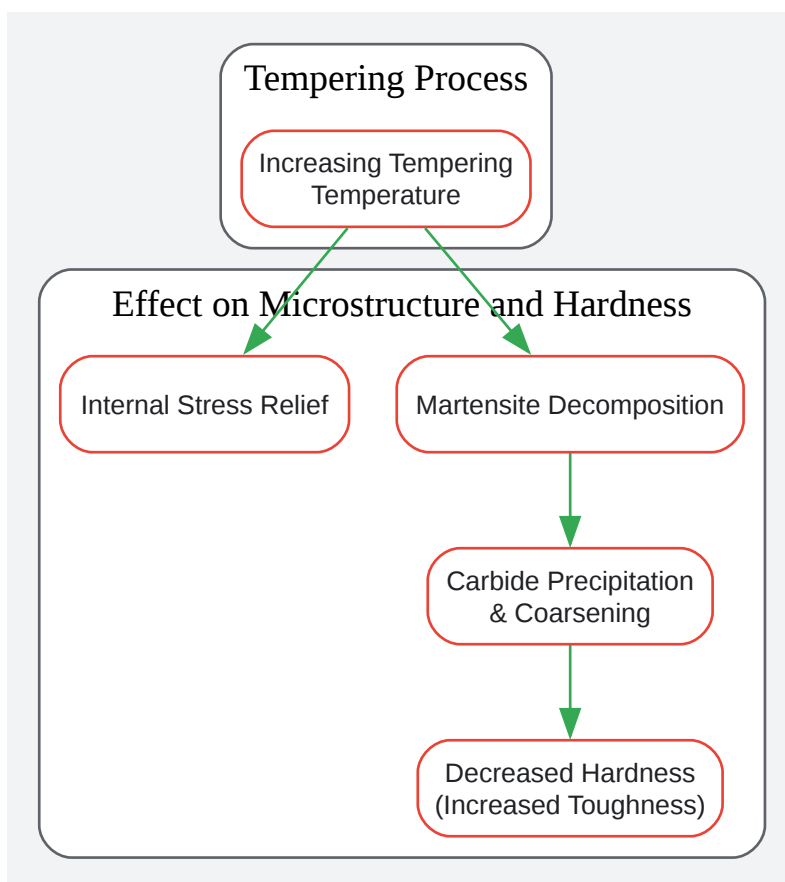 Tempering Process
Increasing Tempering
Temperature
Effect on Microstructure and Hardness
Internal Stress Relief
Martensite Decomposition
Carbide Precipitation
& Coarsening
Decreased Hardness
(Increased Toughness)